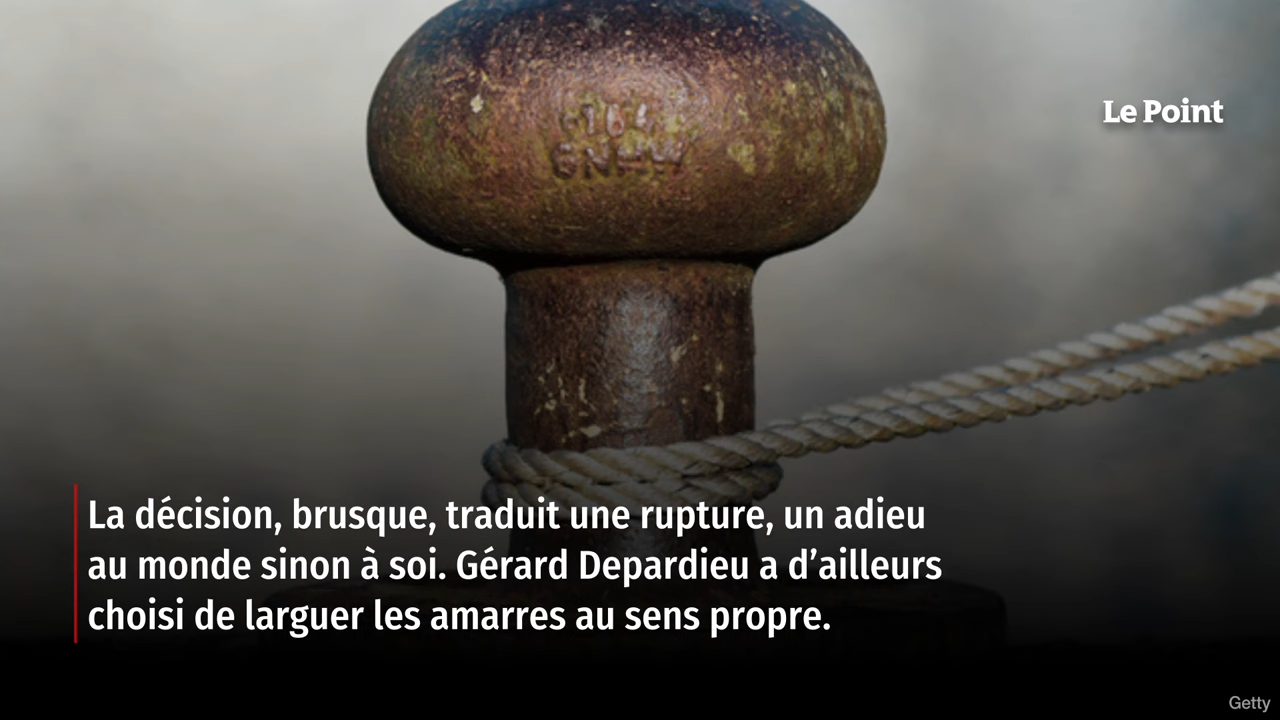 Le Point
La décision, brusque, traduit une rupture, un adieu
au monde sinon à soi. Gérard Depardieu a d’ailleurs
choisi de larguer les amarres au sens propre.
Getty